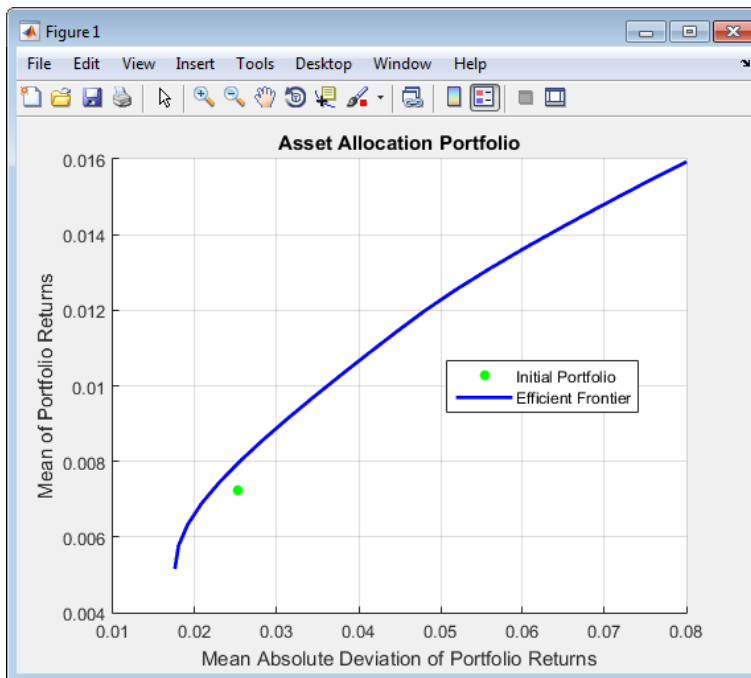 Figure 1
File Edit View Insert Tools Desktop Window Help
Asset Allocation Portfolio
Mean of Portfolio Returns
0.016
0.014
0.012
0.01
0.008
0.006
0.004
Initial Portfolio
Efficient Frontier
0.01 0.02 0.03 0.04 0.05 0.06 0.07 0.08
Mean Absolute Deviation of Portfolio Returns